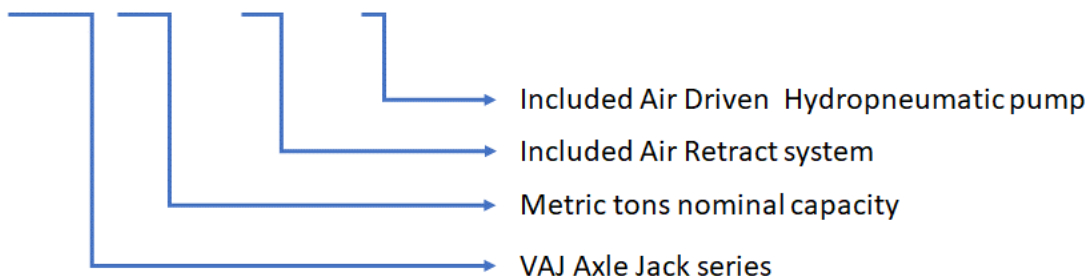 Included Air Driven Hydropneumatic pump
Included Air Retract system
Metric tons nominal capacity
VAJ Axle Jack series